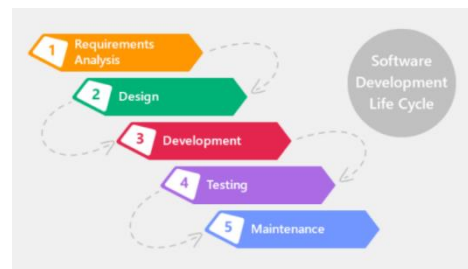 1
Requirements
Analysis
2
Design
3
Development
4
Testing
5
Maintenance
Software
Development
Life Cycle